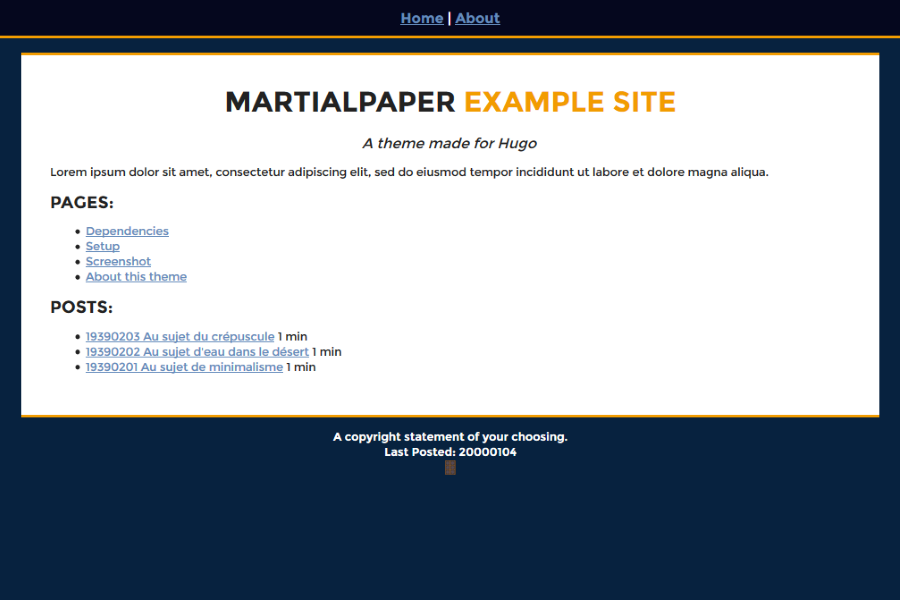 Home | About
MARTIALPAPER EXAMPLE SITE
A theme made for Hugo
Lorem ipsum dolor sit amet, consectetur adipiscing elit, sed do eiusmod tempor incididunt ut labore et dolore magna aliqua.
PAGES:
Dependencies
Setup
Screenshot
About this theme
POSTS:
19390203 Au sujet du crépuscule 1 min
19390202 Au sujet d'eau dans le désert 1 min
19390201 Au sujet de minimalisme 1 min
A copyright statement of your choosing.
Last Posted: 20000104